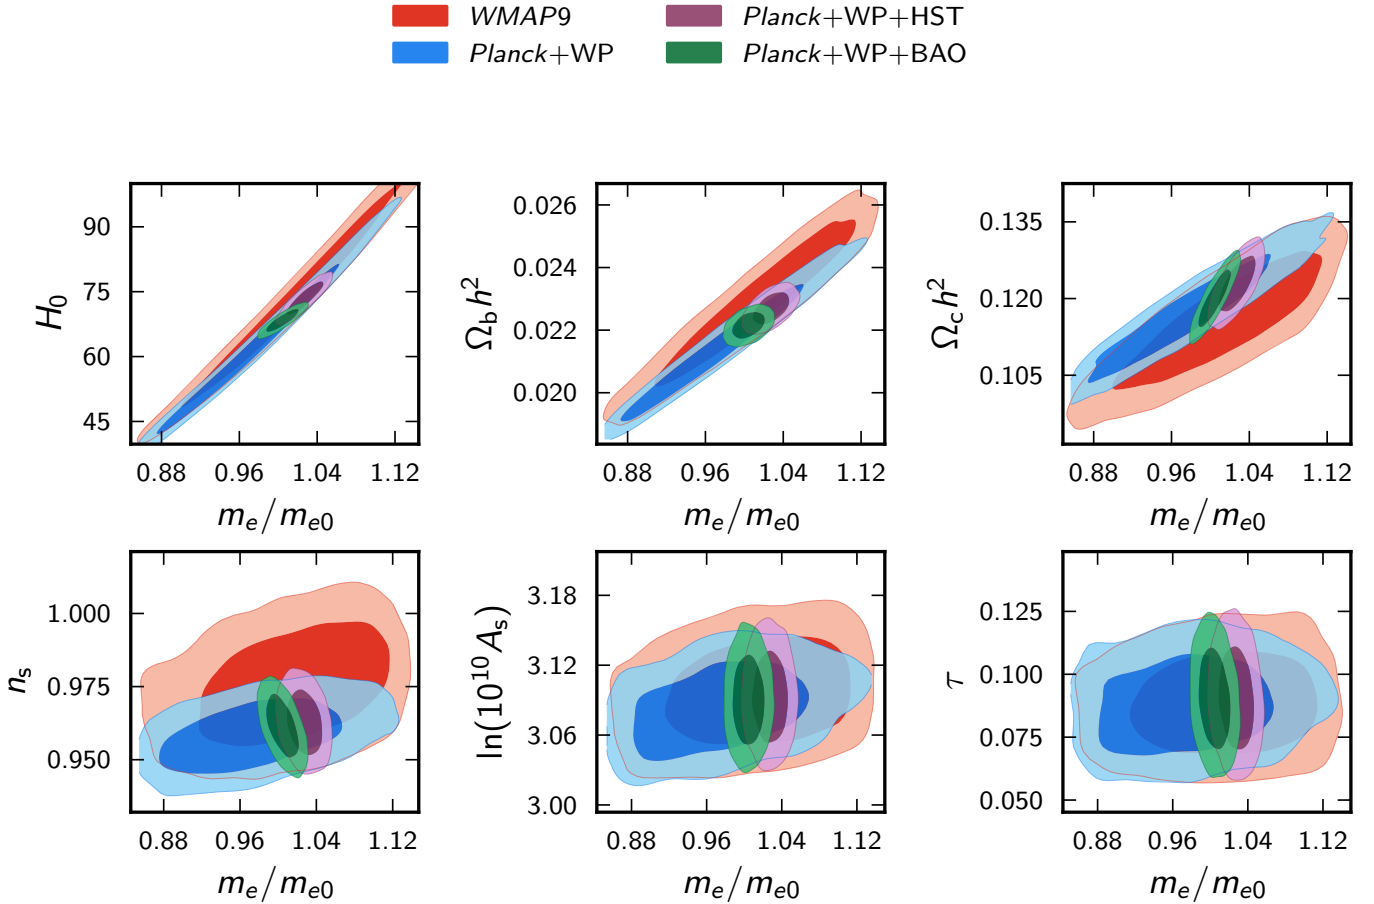 WMAP9 Planck+WP+HST
Planck+WP Planck+WP+BAO
H₀
90
75
60
45
0.88 0.96 1.04 1.12
mₑ/mₑ₀
Ω_b h²
0.026
0.024
0.022
0.020
0.88 0.96 1.04 1.12
mₑ/mₑ₀
Ω_c h²
0.135
0.120
0.105
0.88 0.96 1.04 1.12
mₑ/mₑ₀
nₛ
1.000
0.975
0.950
0.88 0.96 1.04 1.12
mₑ/mₑ₀
ln(10¹⁰Aₛ)
3.18
3.12
3.06
3.00
0.88 0.96 1.04 1.12
mₑ/mₑ₀
τ
0.125
0.100
0.075
0.050
0.88 0.96 1.04 1.12
mₑ/mₑ₀